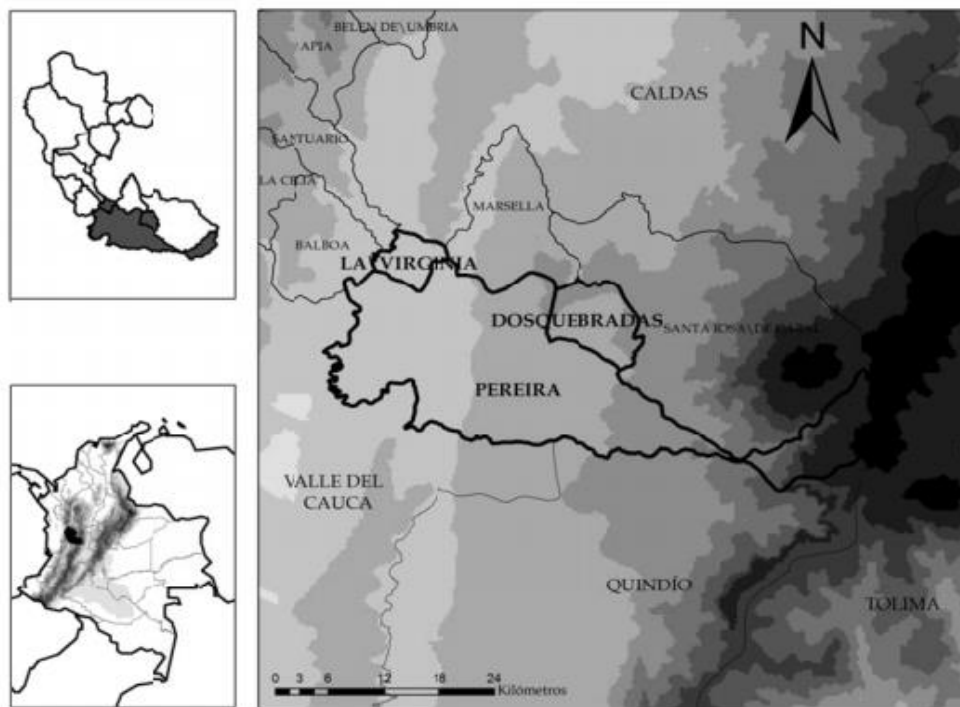 BELEN DE UMBRIA
APIA
N
CALDAS
SANTUARIO
LA CELIA
MARSELLA
BALBOA
LA VIRGINIA
DOSQUEBRADAS
SANTA ROSA DE CABAL
PEREIRA
VALLE DEL
CAUCA
QUINDÍO
TOLIMA
0 3 6 12 18 24
Kilómetros